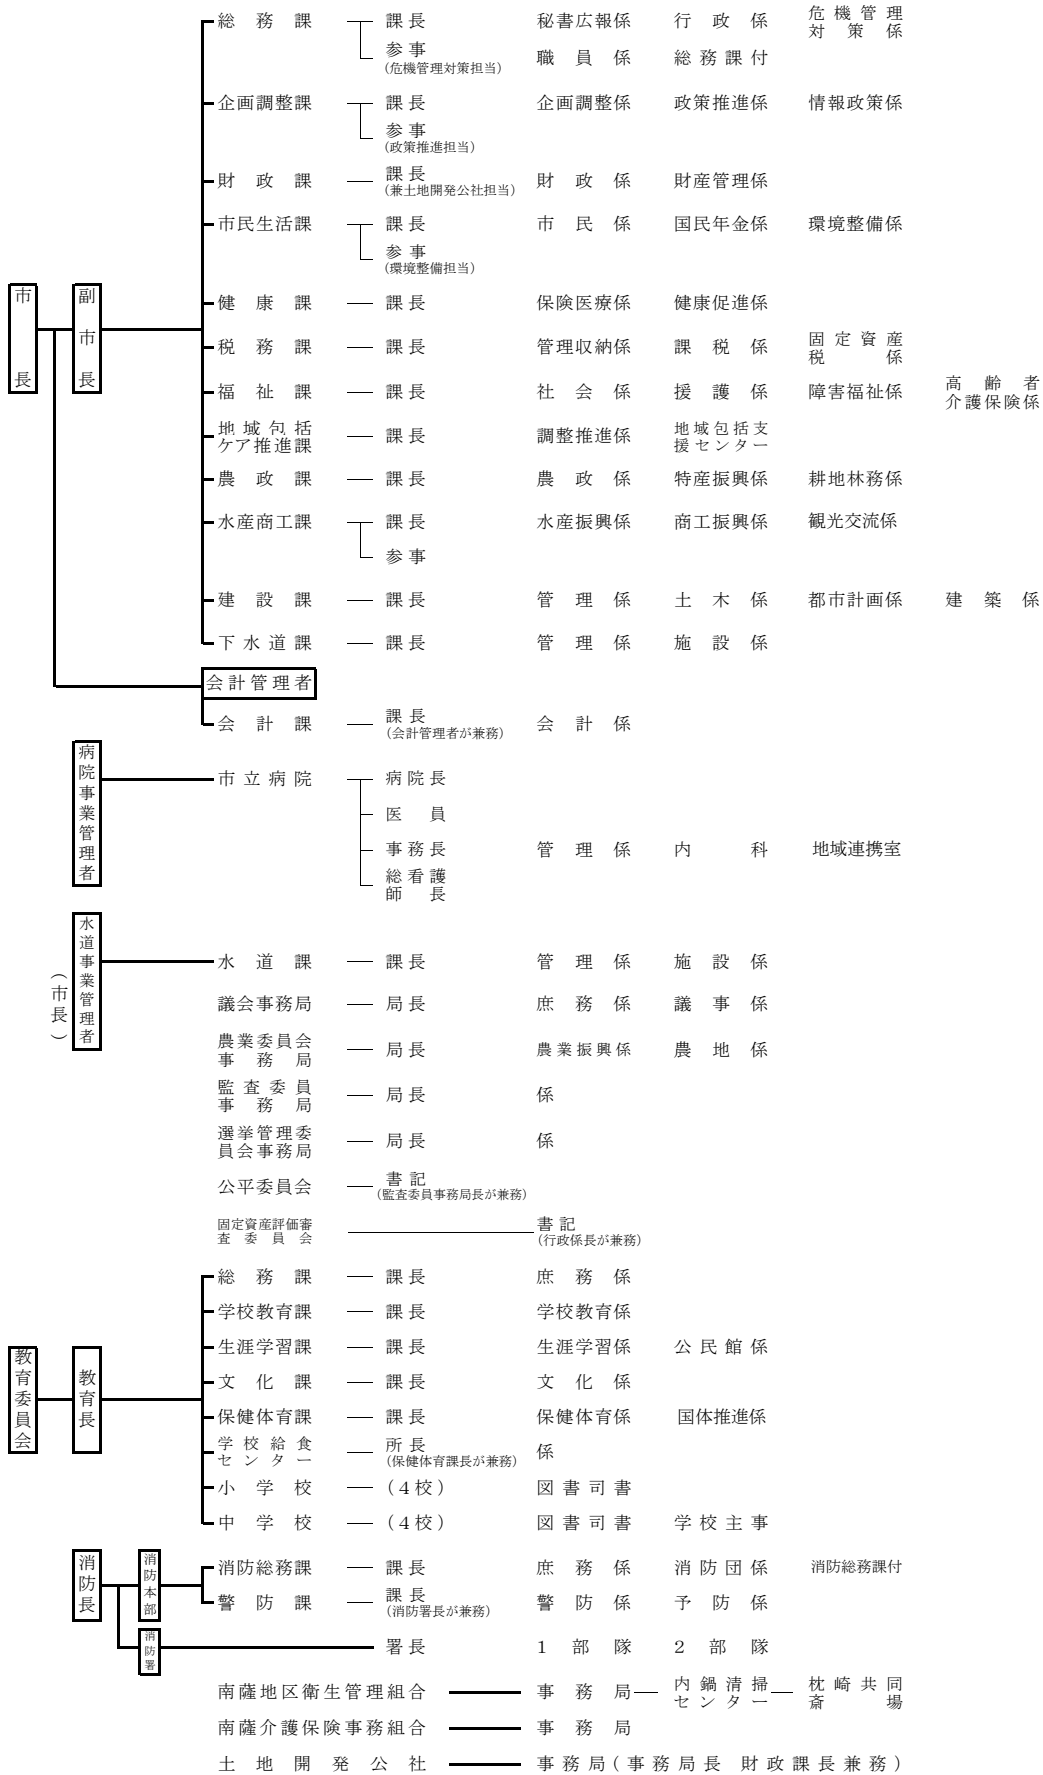 総務課 課長 秘書広報係 行政係 危機管理対策係
参事 (危機管理対策担当) 職員係 総務課付
企画調整課 課長 企画調整係 政策推進係 情報政策係
参事 (政策推進担当)
財政課 課長 (兼土地開発公社担当) 財政係 財産管理係
市民生活課 課長 市民係 国民年金係 環境整備係
参事 (環境整備担当)
市長 副市長
健康課 課長 保険医療係 健康促進係
税務課 課長 管理収納係 課税係 固定資産税係
福祉課 課長 社会係 援護係 障害福祉係 高齢者介護保険係
地域包括ケア推進課 課長 調整推進係 地域包括支援センター
農政課 課長 農政係 特産振興係 耕地林務係
水産商工課 課長 水産振興係 商工振興係 観光交流係
参事
建設課 課長 管理係 土木係 都市計画係 建築係
下水道課 課長 管理係 施設係
会計管理者
会計課 課長 (会計管理者が兼務) 会計係
病院事業管理者
市立病院 病院長
医員
事務長 管理係 内科 地域連携室
総看護師長
水道事業管理者
(市長)
水道課 課長 管理係 施設係
議会事務局 局長 庶務係 議事係
農業委員会事務局 局長 農業振興係 農地係
監査委員事務局 局長 係
選挙管理委員会事務局 局長 係
公平委員会 書記 (監査委員事務局長が兼務)
固定資産評価審査委員会 書記 (行政係長が兼務)
総務課 課長 庶務係
学校教育課 課長 学校教育係
教育委員会 教育長
生涯学習課 課長 生涯学習係 公民館係
文化課 課長 文化係
保健体育課 課長 保健体育係 国体推進係
学校給食センター 所長 (保健体育課長が兼務) 係
小学校 (4校) 図書司書
中学校 (4校) 図書司書 学校主事
消防長 消防本部
消防総務課 課長 庶務係 消防団係 消防総務課付
警防課 課長 (消防署長が兼務) 警防係 予防係
消防署 署長 1部隊 2部隊
南薩地区衛生管理組合 事務局 内鍋清掃センター 枕崎共同斎場
南薩介護保険事務組合 事務局
土地開発公社 事務局(事務局長 財政課長兼務)